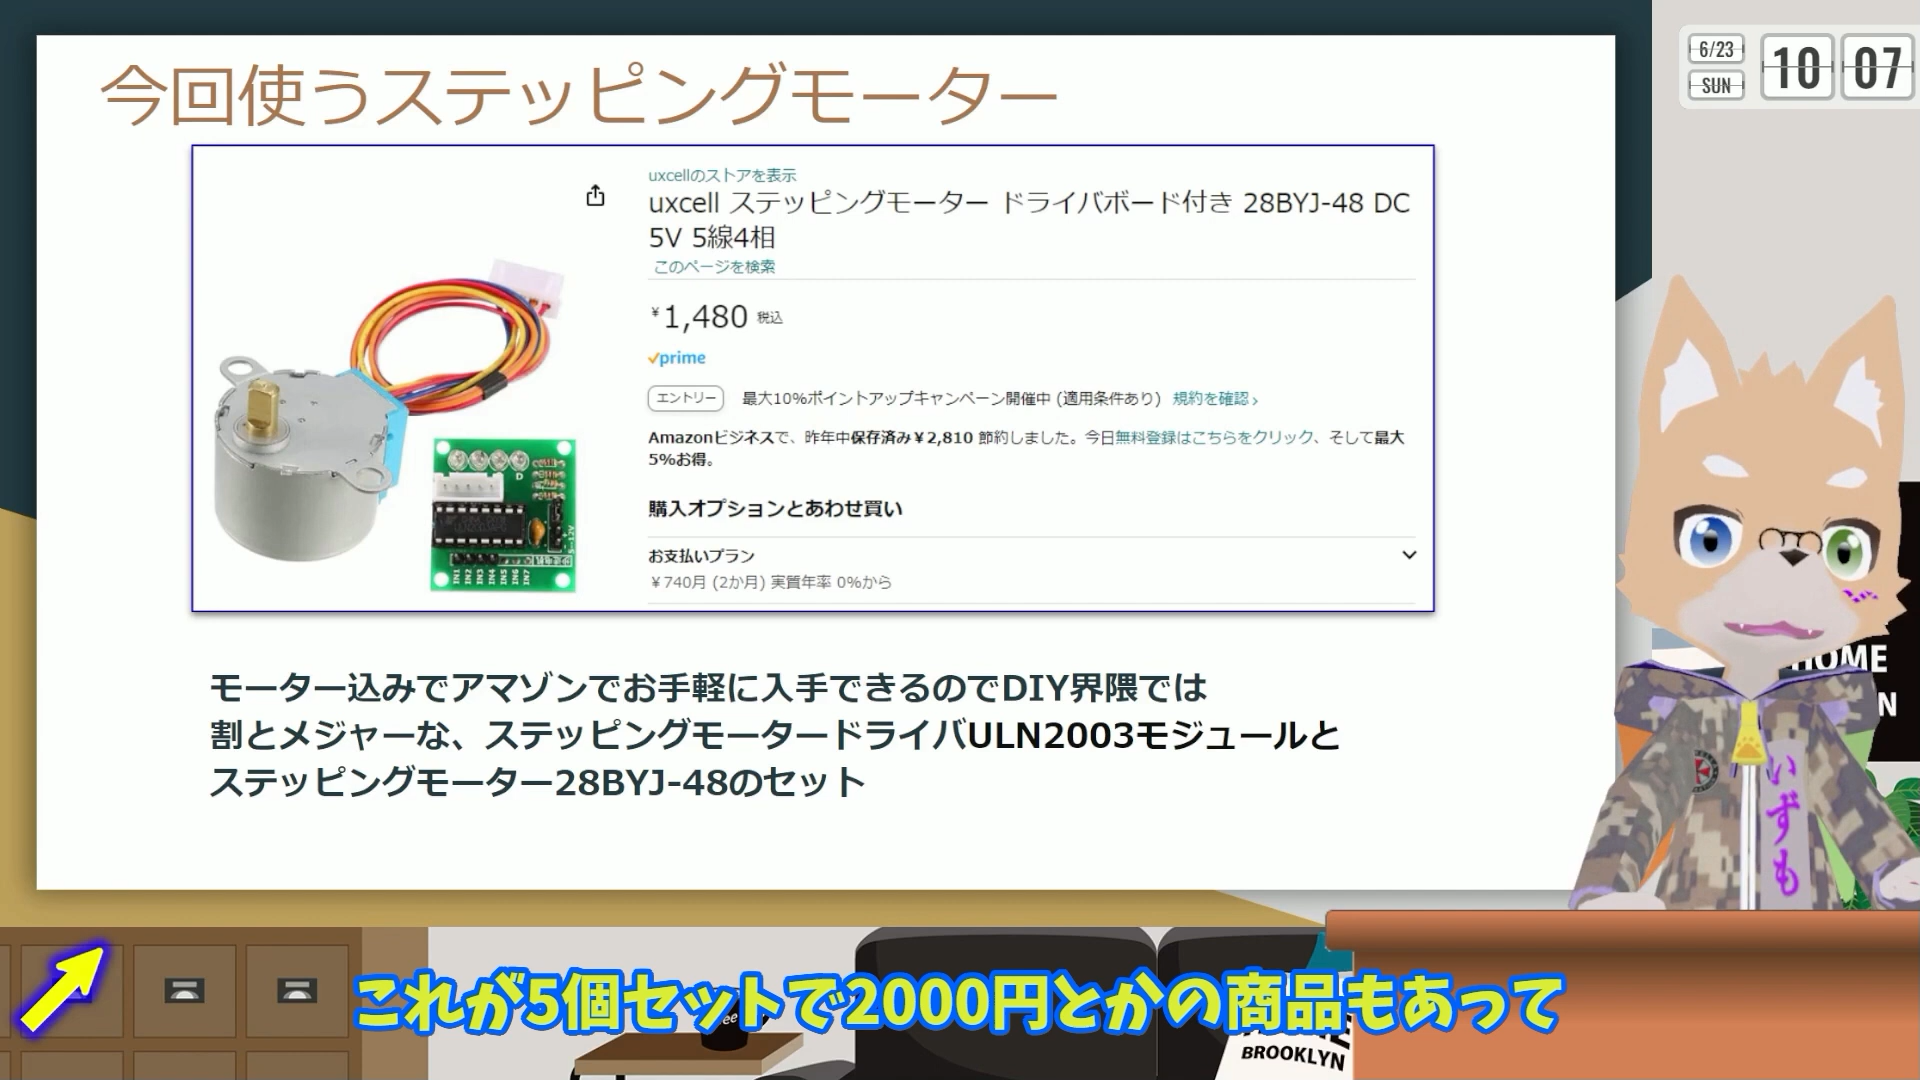 今回使うステッピングモーター
6/23
SUN
10 07
uxcellのストアを表示
uxcell ステッピングモーター ドライバボード付き 28BYJ-48 DC
5V 5線4相
このページを検索
¥1,480 税込
prime
エントリー 最大10%ポイントアップキャンペーン開催中 (適用条件あり) 規約を確認 ›
Amazonビジネスで、昨年中保存済み¥2,810 節約しました。今日無料登録はこちらをクリック、そして最大
5%お得。
購入オプションとあわせ買い
お支払いプラン
¥740月 (2か月) 実質年率 0%から
D
5-12V
IN1 IN2 IN3 IN4 IN5 IN6 IN7
モーター込みでアマゾンでお手軽に入手できるのでDIY界隈では
割とメジャーな、ステッピングモータードライバULN2003モジュールと
ステッピングモーター28BYJ-48のセット
HOME
N
いずも
これが5個セットで2000円とかの商品もあって
BROOKLYN